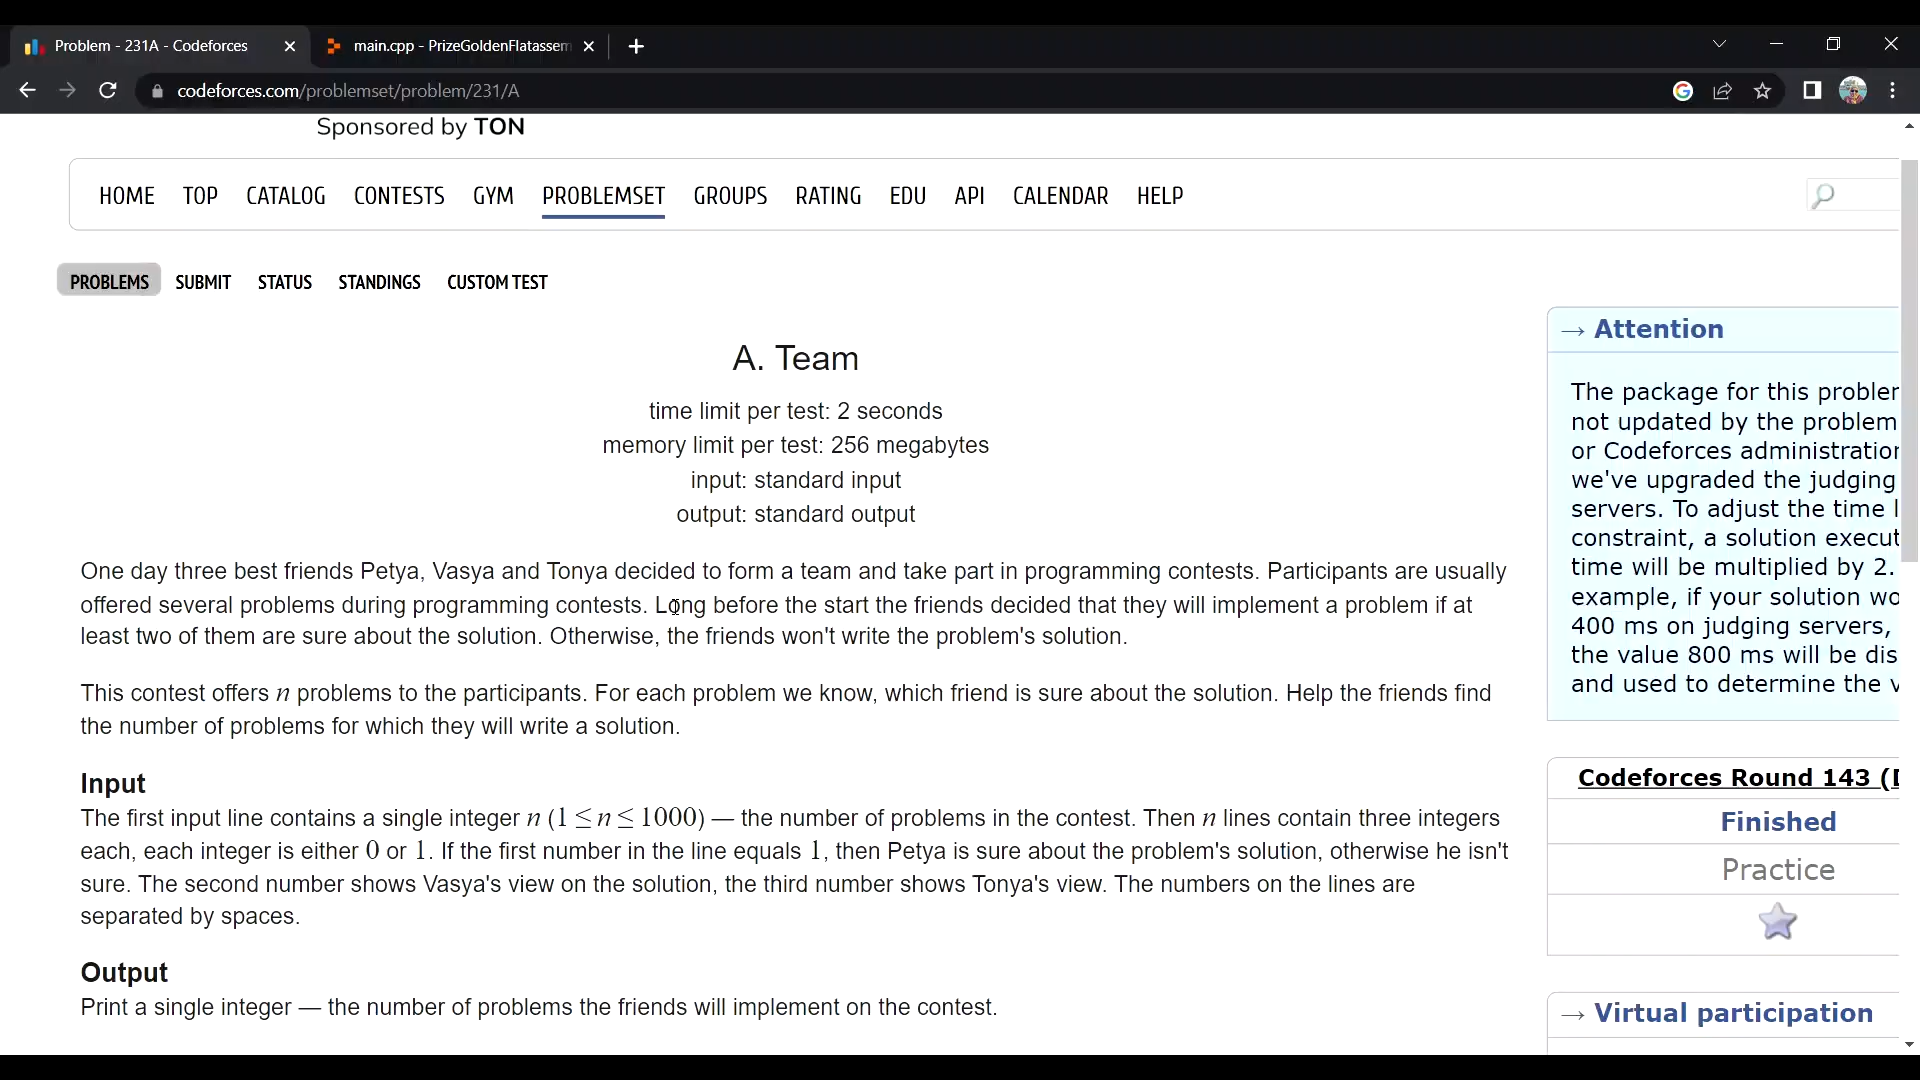 Problem - 231A - Codeforces
main.cpp - PrizeGoldenFlatassem
codeforces.com/problemset/problem/231/A
Sponsored by TON
HOME TOP CATALOG CONTESTS GYM PROBLEMSET GROUPS RATING EDU API CALENDAR HELP
PROBLEMS SUBMIT STATUS STANDINGS CUSTOM TEST
A. Team
time limit per test: 2 seconds
memory limit per test: 256 megabytes
input: standard input
output: standard output
One day three best friends Petya, Vasya and Tonya decided to form a team and take part in programming contests. Participants are usually
offered several problems during programming contests. Long before the start the friends decided that they will implement a problem if at
least two of them are sure about the solution. Otherwise, the friends won't write the problem's solution.
This contest offers n problems to the participants. For each problem we know, which friend is sure about the solution. Help the friends find
the number of problems for which they will write a solution.
Input
The first input line contains a single integer n (1 ≤ n ≤ 1000) — the number of problems in the contest. Then n lines contain three integers
each, each integer is either 0 or 1. If the first number in the line equals 1, then Petya is sure about the problem's solution, otherwise he isn't
sure. The second number shows Vasya's view on the solution, the third number shows Tonya's view. The numbers on the lines are
separated by spaces.
Output
Print a single integer — the number of problems the friends will implement on the contest.
→ Attention
The package for this problem
not updated by the problem
or Codeforces administration
we've upgraded the judging
servers. To adjust the time l
constraint, a solution execut
time will be multiplied by 2.
example, if your solution wo
400 ms on judging servers,
the value 800 ms will be dis
and used to determine the v
Codeforces Round 143 (D
Finished
Practice
→ Virtual participation